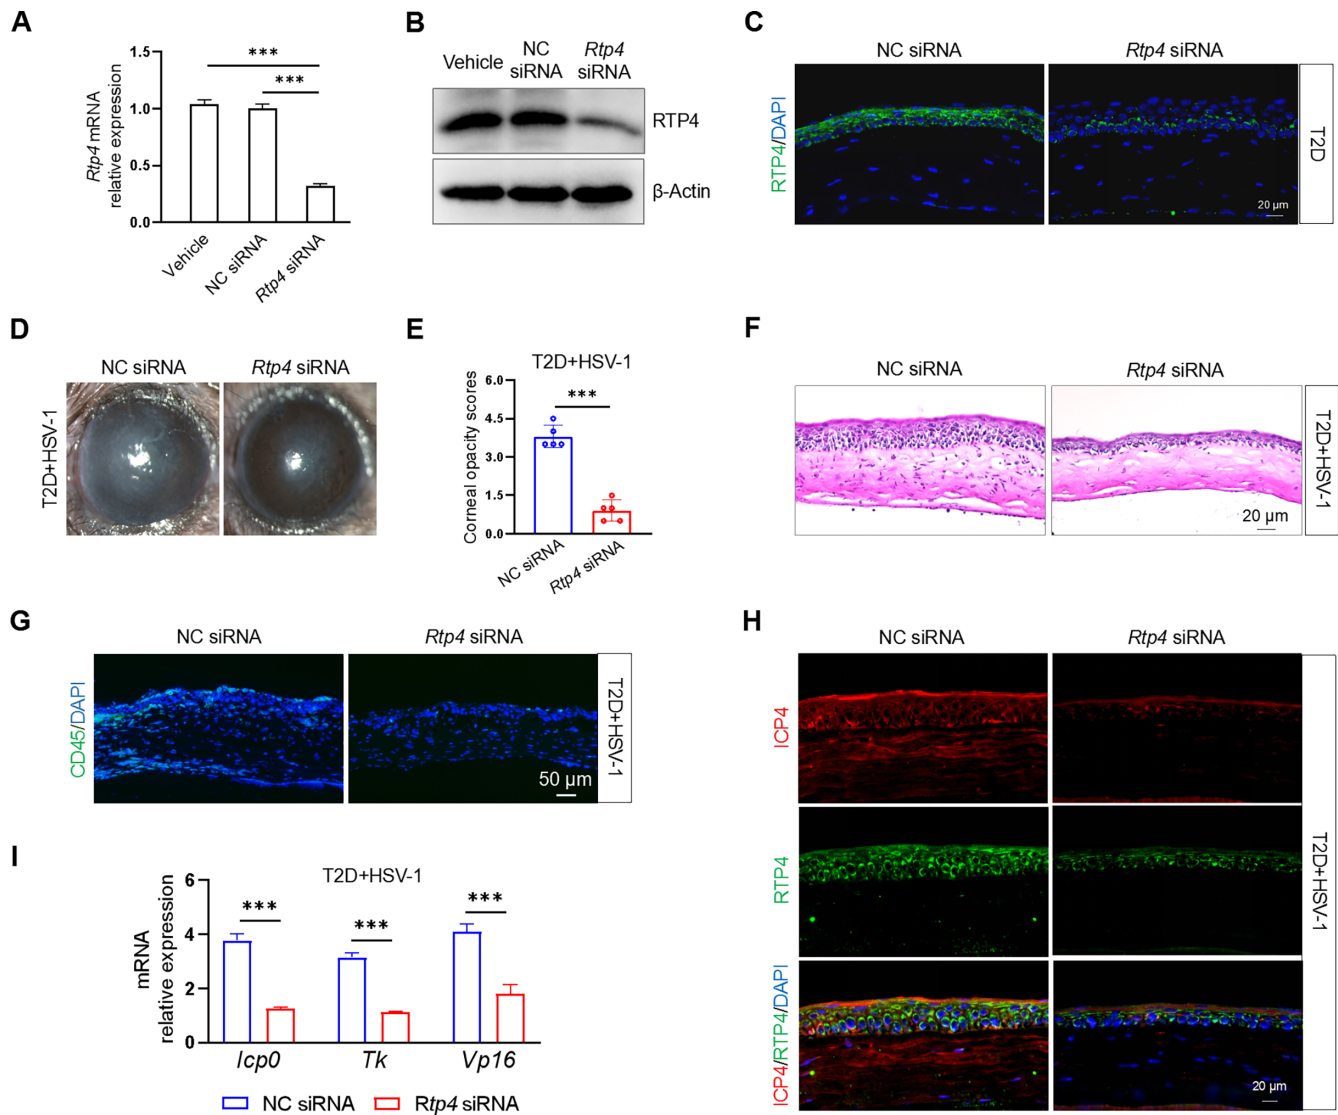 A
Rtp4 mRNA
relative expression
1.5
1.0
0.5
0.0
***
***
Vehicle
NC siRNA
Rtp4 siRNA
B
Vehicle
NC
siRNA
Rtp4
siRNA
RTP4
β-Actin
C
NC siRNA
Rtp4 siRNA
RTP4/DAPI
20 µm
T2D
D
NC siRNA
Rtp4 siRNA
T2D+HSV-1
E
T2D+HSV-1
Corneal opacity scores
6.0
4.5
3.0
1.5
0.0
***
NC siRNA
Rtp4 siRNA
F
NC siRNA
Rtp4 siRNA
20 µm
T2D+HSV-1
G
NC siRNA
Rtp4 siRNA
CD45/DAPI
50 µm
T2D+HSV-1
H
NC siRNA
Rtp4 siRNA
ICP4
RTP4
ICP4/RTP4/DAPI
20 µm
T2D+HSV-1
I
T2D+HSV-1
mRNA
relative expression
6
4
2
0
***
***
***
Icp0
Tk
Vp16
NC siRNA
Rtp4 siRNA